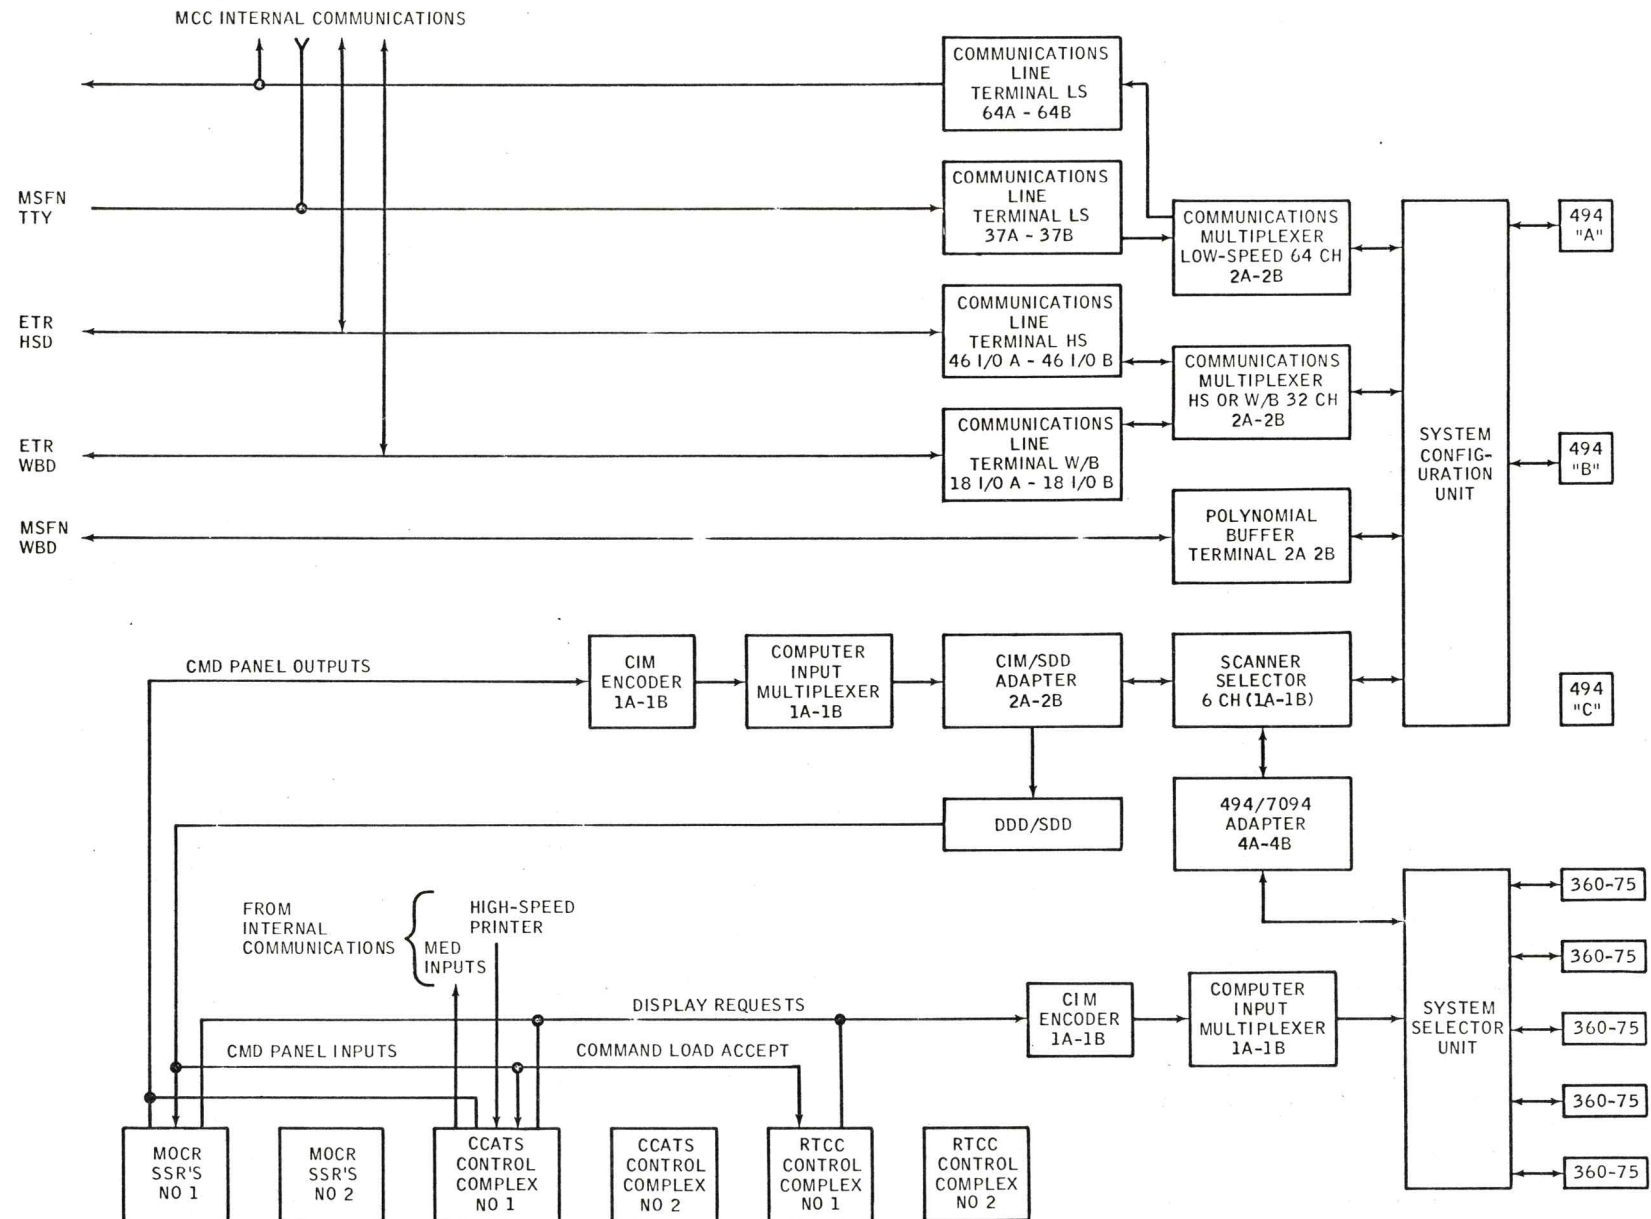 MCC INTERNAL COMMUNICATIONS
COMMUNICATIONS
LINE
TERMINAL LS
64A - 64B
MSFN
TTY
COMMUNICATIONS
LINE
TERMINAL LS
37A - 37B
COMMUNICATIONS
MULTIPLEXER
LOW-SPEED 64 CH
2A-2B
494
"A"
ETR
HSD
COMMUNICATIONS
LINE
TERMINAL HS
46 I/O A - 46 I/O B
COMMUNICATIONS
MULTIPLEXER
HS OR W/B 32 CH
2A-2B
ETR
WBD
COMMUNICATIONS
LINE
TERMINAL W/B
18 I/O A - 18 I/O B
SYSTEM
CONFIG-
URATION
UNIT
494
"B"
MSFN
WBD
POLYNOMIAL
BUFFER
TERMINAL 2A 2B
CMD PANEL OUTPUTS
CIM
ENCODER
1A-1B
COMPUTER
INPUT
MULTIPLEXER
1A-1B
CIM/SDD
ADAPTER
2A-2B
SCANNER
SELECTOR
6 CH (1A-1B)
494
"C"
DDD/SDD
494/7094
ADAPTER
4A-4B
FROM
INTERNAL
COMMUNICATIONS
MED
INPUTS
HIGH-SPEED
PRINTER
360-75
360-75
360-75
360-75
360-75
DISPLAY REQUESTS
CIM
ENCODER
1A-1B
COMPUTER
INPUT
MULTIPLEXER
1A-1B
SYSTEM
SELECTOR
UNIT
CMD PANEL INPUTS
COMMAND LOAD ACCEPT
MOCR
SSR'S
NO 1
MOCR
SSR'S
NO 2
CCATS
CONTROL
COMPLEX
NO 1
CCATS
CONTROL
COMPLEX
NO 2
RTCC
CONTROL
COMPLEX
NO 1
RTCC
CONTROL
COMPLEX
NO 2